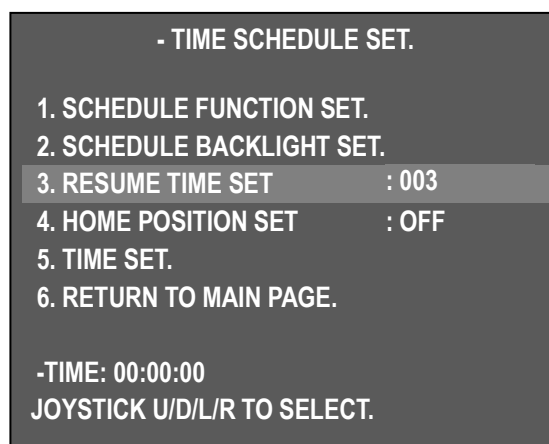 - TIME SCHEDULE SET.
1. SCHEDULE FUNCTION SET.
2. SCHEDULE BACKLIGHT SET.
3. RESUME TIME SET : 003
4. HOME POSITION SET : OFF
5. TIME SET.
6. RETURN TO MAIN PAGE.
-TIME: 00:00:00
JOYSTICK U/D/L/R TO SELECT.